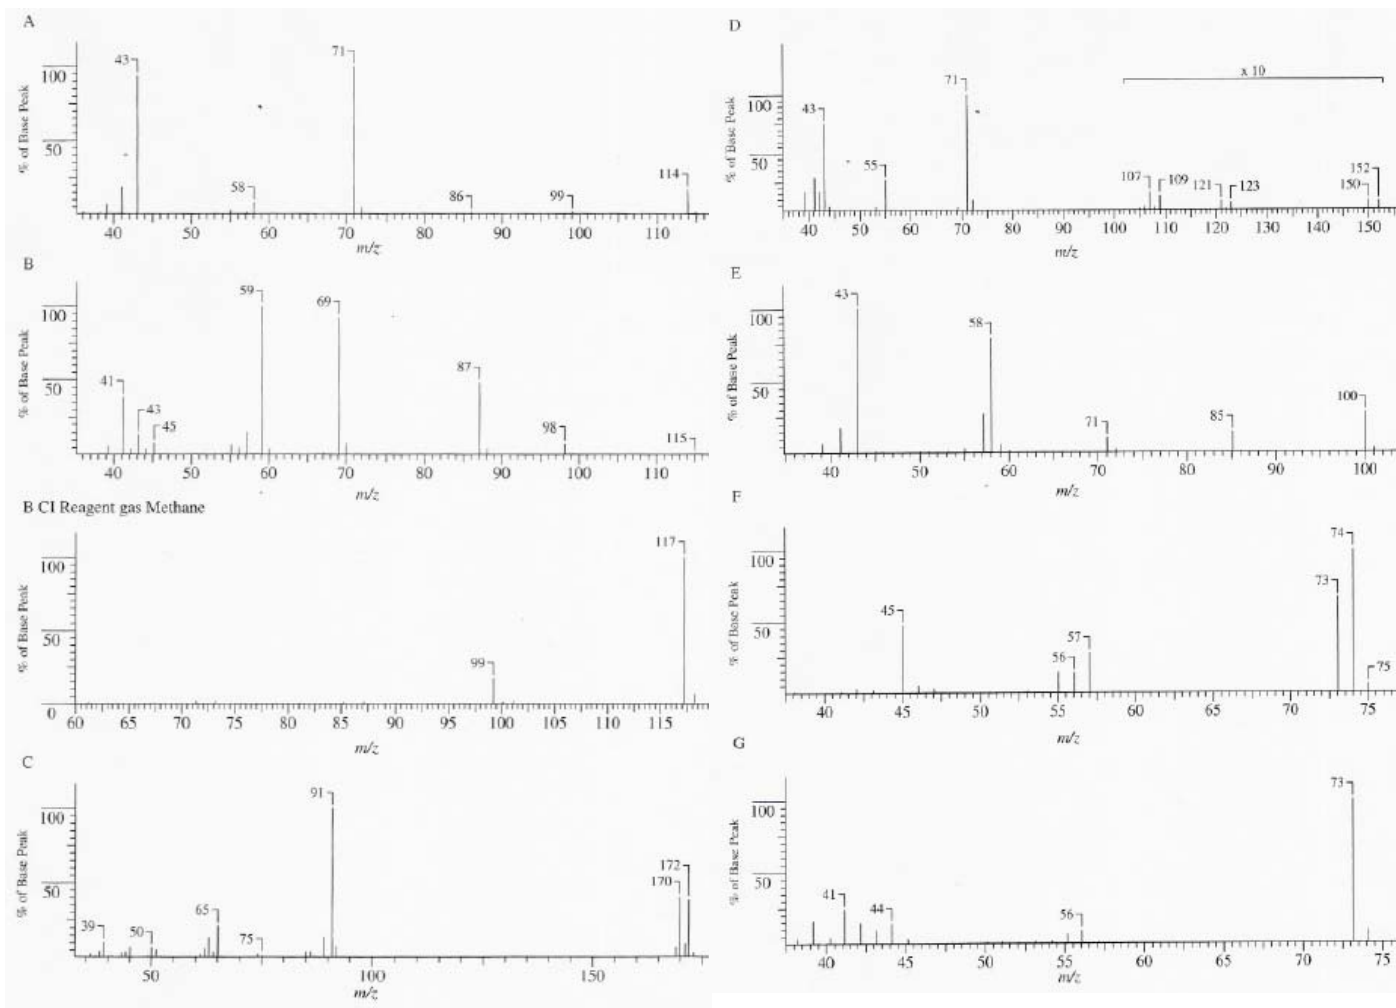 A
% of Base Peak
100
50
43
58
71
86
99
114
40 50 60 70 80 90 100 110
m/z
B
% of Base Peak
100
50
41
43
45
59
69
87
98
115
40 50 60 70 80 90 100 110
m/z
B CI Reagent gas Methane
% of Base Peak
100
50
0
99
117
60 65 70 75 80 85 90 95 100 105 110 115
m/z
C
% of Base Peak
100
50
39
50
65
75
91
170
172
50 100 150
m/z
D
% of Base Peak
100
50
43
55
71
x 10
107
109
121
123
150
152
40 50 60 70 80 90 100 110 120 130 140 150
m/z
E
% of Base Peak
100
50
43
58
71
85
100
40 50 60 70 80 90 100
m/z
F
% of Base Peak
100
50
45
56
57
73
74
75
40 45 50 55 60 65 70 75
m/z
G
% of Base Peak
100
50
41
44
56
73
40 45 50 55 60 65 70 75
m/z